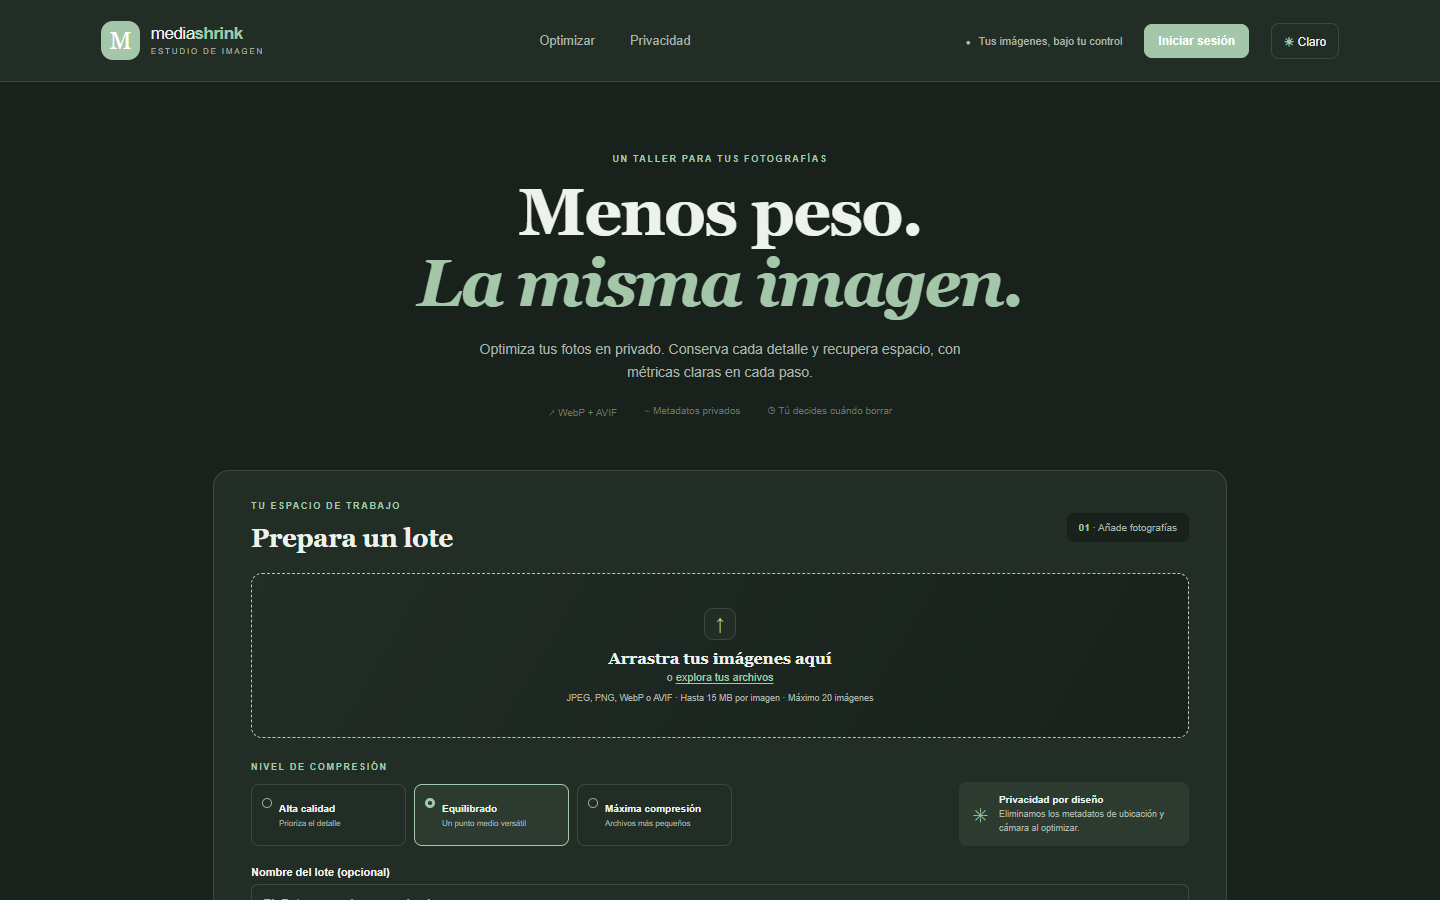 M
mediashrink
ESTUDIO DE IMAGEN
Optimizar
Privacidad
Tus imágenes, bajo tu control
Iniciar sesión
Claro
UN TALLER PARA TUS FOTOGRAFÍAS
Menos peso.
La misma imagen.
Optimiza tus fotos en privado. Conserva cada detalle y recupera espacio, con
métricas claras en cada paso.
WebP + AVIF
Metadatos privados
Tú decides cuándo borrar
TU ESPACIO DE TRABAJO
Prepara un lote
01 · Añade fotografías
Arrastra tus imágenes aquí
o explora tus archivos
JPEG, PNG, WebP o AVIF · Hasta 15 MB por imagen · Máximo 20 imágenes
NIVEL DE COMPRESIÓN
Alta calidad
Prioriza el detalle
Equilibrado
Un punto medio versátil
Máxima compresión
Archivos más pequeños
Privacidad por diseño
Eliminamos los metadatos de ubicación y
cámara al optimizar.
Nombre del lote (opcional)